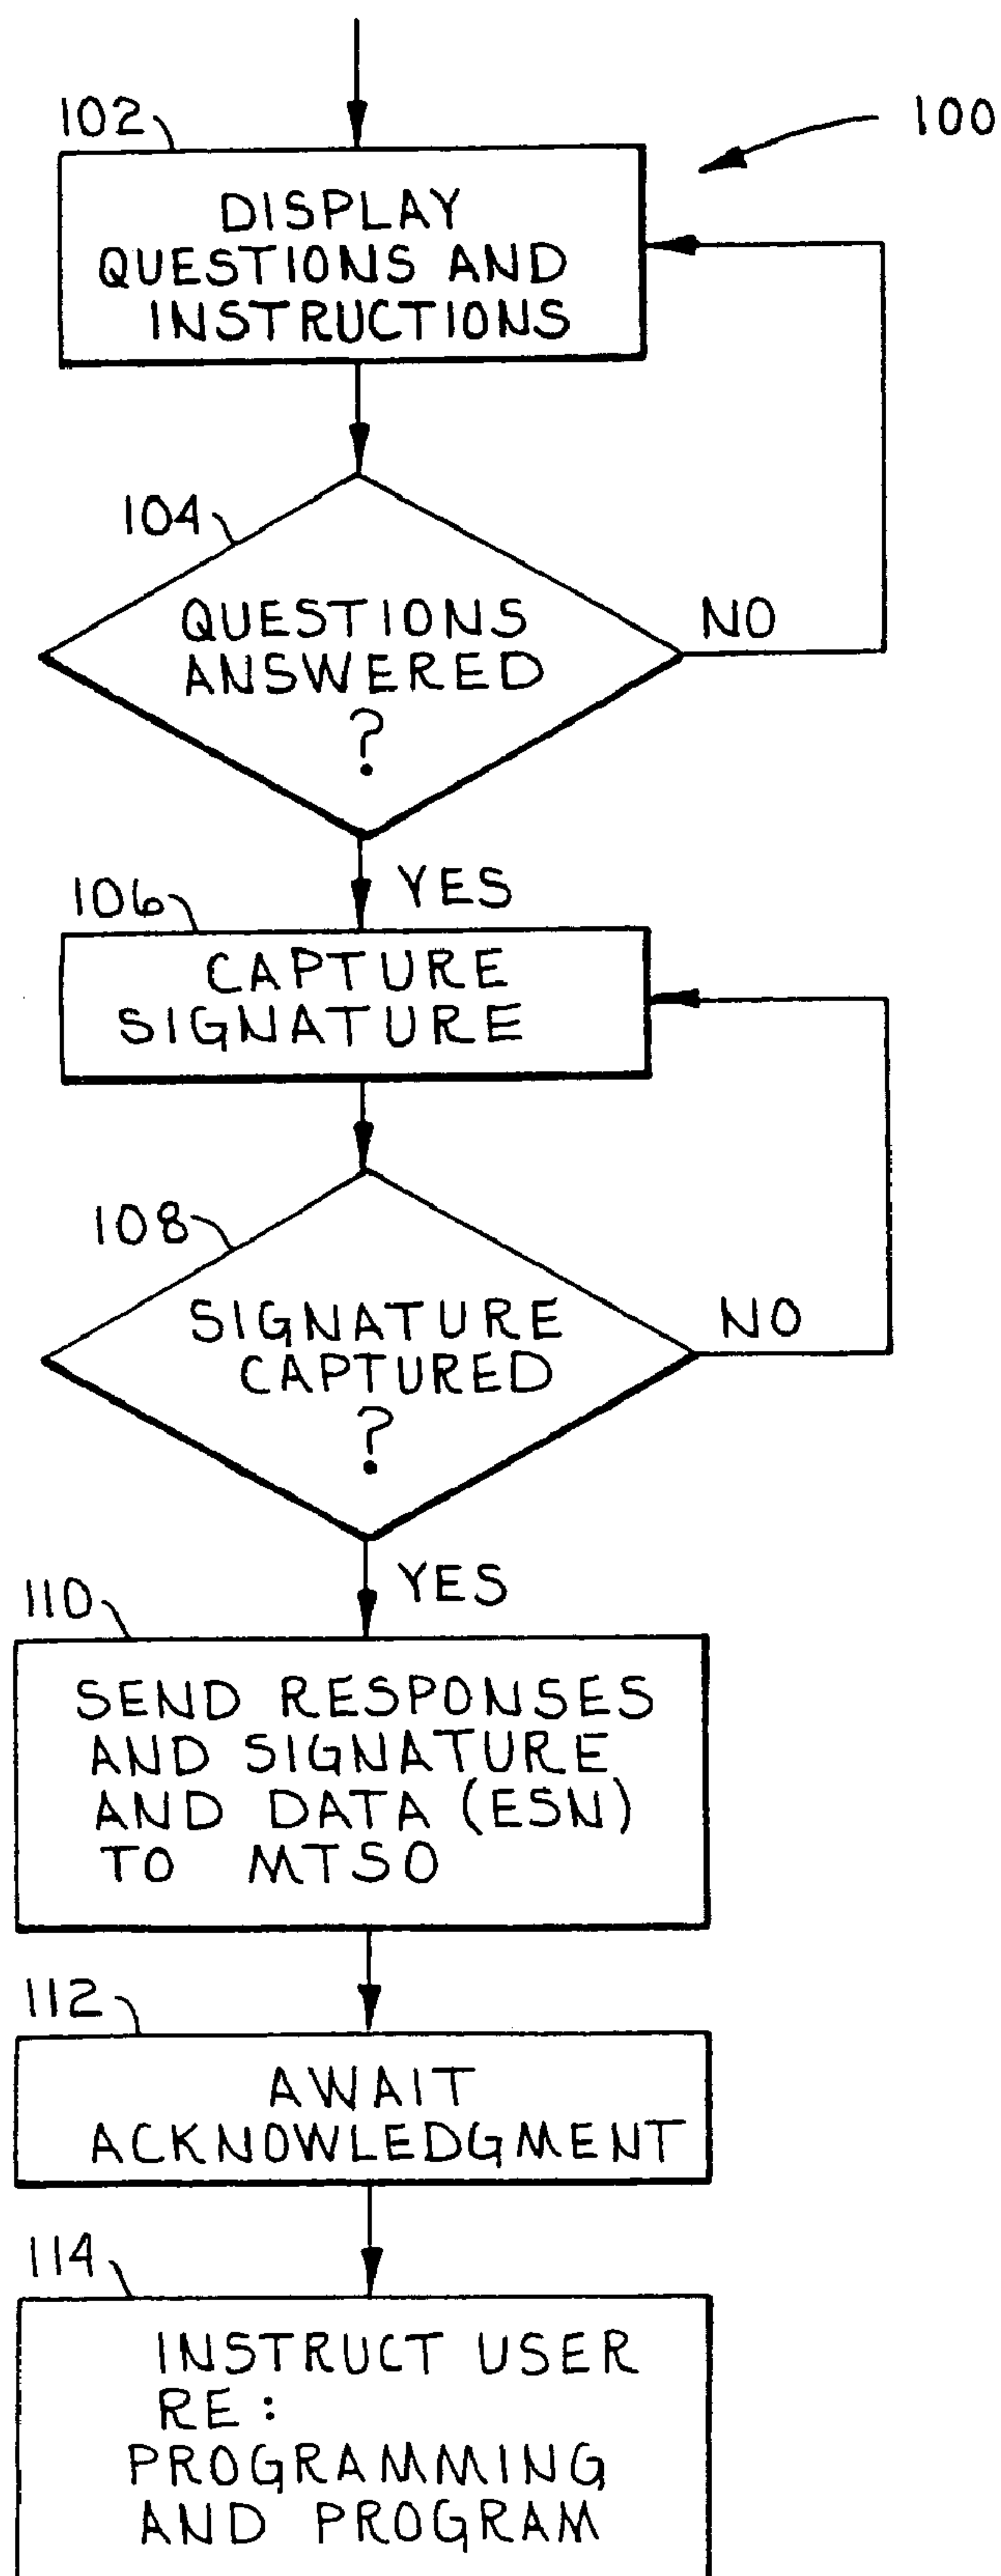 100
102
DISPLAY
QUESTIONS AND
INSTRUCTIONS
104
QUESTIONS
ANSWERED
?
NO
YES
106
CAPTURE
SIGNATURE
108
SIGNATURE
CAPTURED
?
NO
YES
110
SEND RESPONSES
AND SIGNATURE
AND DATA (ESN)
TO MTSO
112
AWAIT
ACKNOWLEDGMENT
114
INSTRUCT USER
RE:
PROGRAMMING
AND PROGRAM